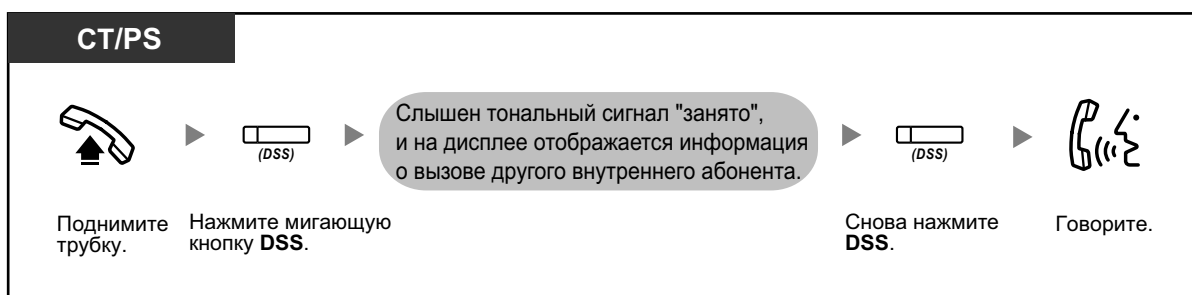 CT/PS
Слышен тональный сигнал "занято",
и на дисплее отображается информация
о вызове другого внутреннего абонента.
(DSS)
(DSS)
Поднимите
трубку.
Нажмите мигающую
кнопку DSS.
Снова нажмите
DSS.
Говорите.